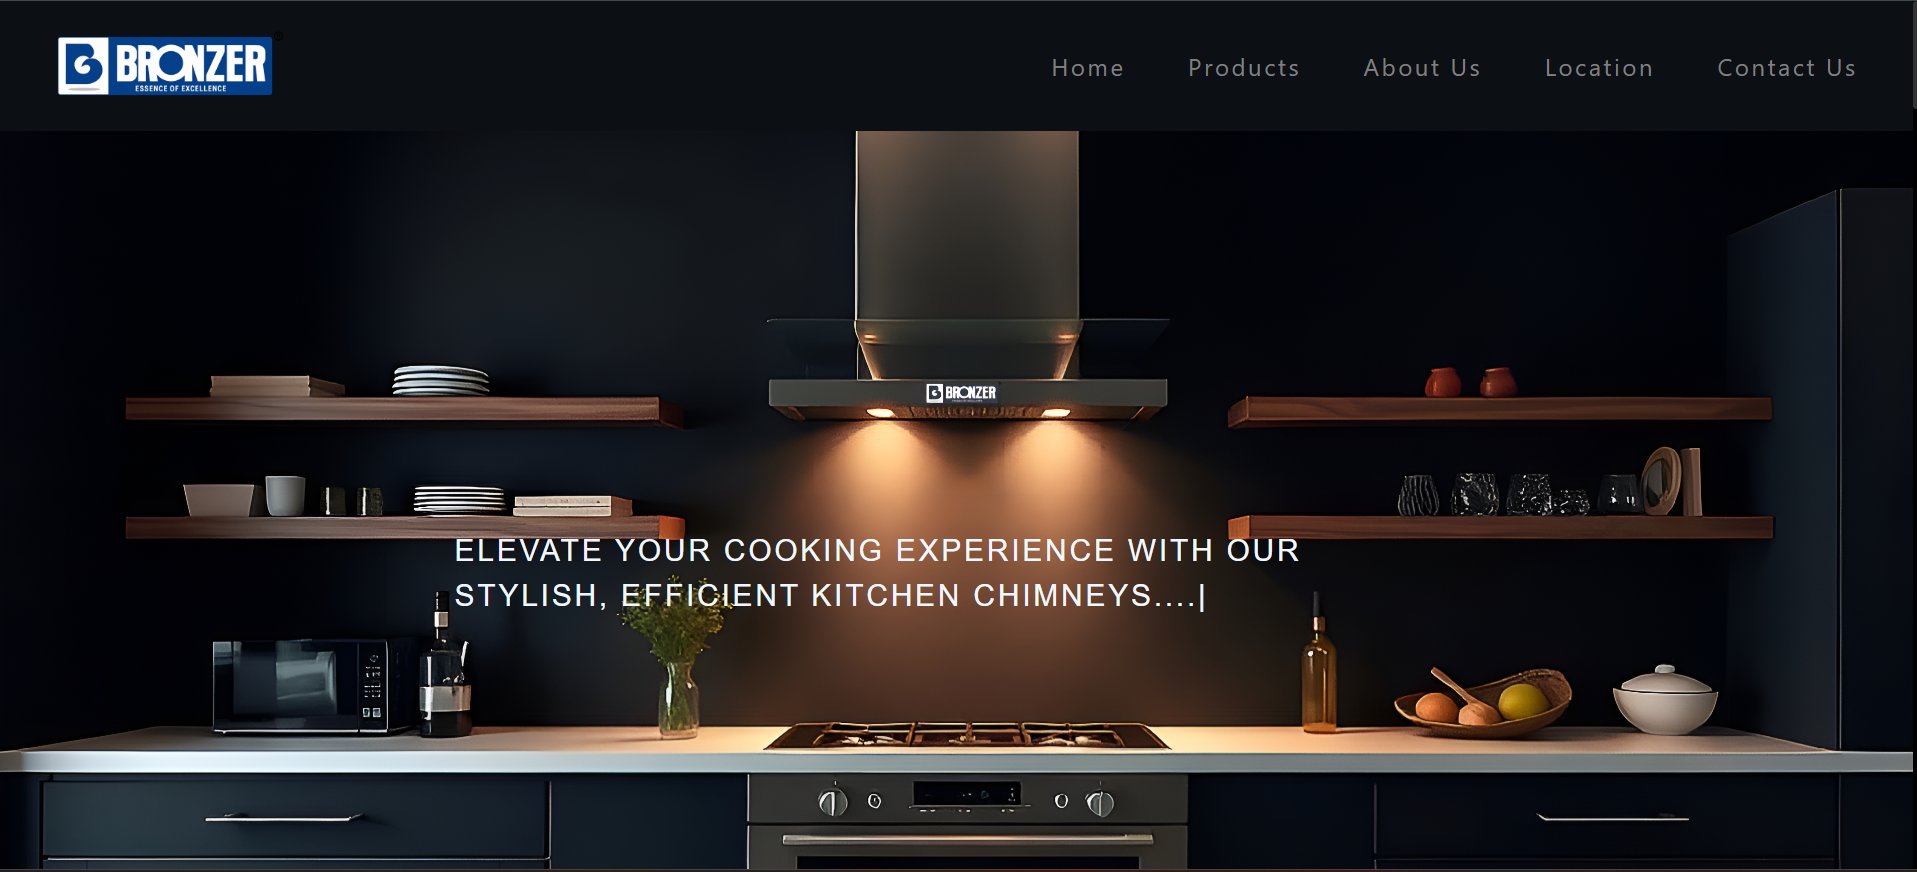 BRONZER
ESSENCE OF EXCELLENCE
Home
Products
About Us
Location
Contact Us
BRONZER
ELEVATE YOUR COOKING EXPERIENCE WITH OUR
STYLISH, EFFICIENT KITCHEN CHIMNEYS....|